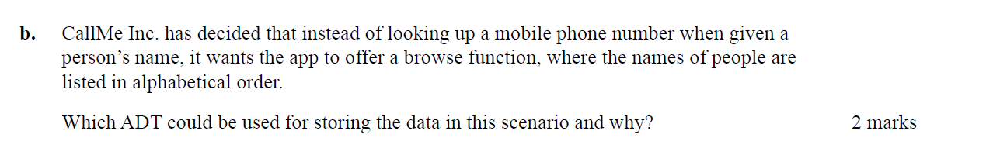 b. CallMe Inc. has decided that instead of looking up a mobile phone number when given a
person’s name, it wants the app to offer a browse function, where the names of people are
listed in alphabetical order.
Which ADT could be used for storing the data in this scenario and why? 2 marks